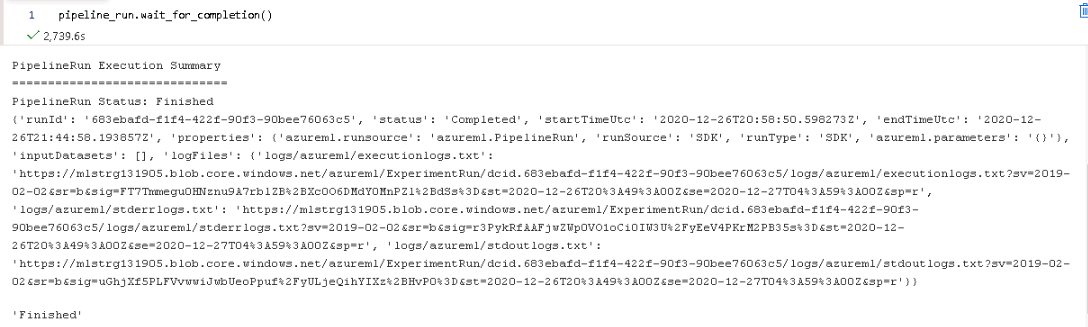 1 pipeline_run.wait_for_completion()
2,739.6s
PipelineRun Execution Summary
==============================
PipelineRun Status: Finished
{'runId': '683ebafd-f1f4-422f-90f3-90bee76063c5', 'status': 'Completed', 'startTimeUtc': '2020-12-26T20:58:50.598273Z', 'endTimeUtc': '2020-12-
26T21:44:58.193857Z', 'properties': {'azureml.runsource': 'azureml.PipelineRun', 'runSource': 'SDK', 'runType': 'SDK', 'azureml.parameters': '{}'},
'inputDatasets': [], 'logFiles': {'logs/azureml/executionlogs.txt':
'https://mlstrg131905.blob.core.windows.net/azureml/ExperimentRun/dcid.683ebafd-f1f4-422f-90f3-90bee76063c5/logs/azureml/executionlogs.txt?sv=2019-
02-02&sr=b&sig=FT7TmmeguOHNznu9A7rblZB%2BXcOO6DMdYOMnPZl%2BdSs%3D&st=2020-12-26T20%3A49%3A00Z&se=2020-12-27T04%3A59%3A00Z&sp=r',
'logs/azureml/stderrlogs.txt': 'https://mlstrg131905.blob.core.windows.net/azureml/ExperimentRun/dcid.683ebafd-f1f4-422f-90f3-
90bee76063c5/logs/azureml/stderrlogs.txt?sv=2019-02-02&sr=b&sig=r3PykRfAAFjwZWpOVO1oCi0IW3U%2FyEeV4PKrM2PB35s%3D&st=2020-12-
26T20%3A49%3A00Z&se=2020-12-27T04%3A59%3A00Z&sp=r', 'logs/azureml/stdoutlogs.txt':
'https://mlstrg131905.blob.core.windows.net/azureml/ExperimentRun/dcid.683ebafd-f1f4-422f-90f3-90bee76063c5/logs/azureml/stdoutlogs.txt?sv=2019-02-
02&sr=b&sig=uGhjXf5PLFVvwwiJwbUeoPpuf%2FyULjeQihYIXz%2BHvP0%3D&st=2020-12-26T20%3A49%3A00Z&se=2020-12-27T04%3A59%3A00Z&sp=r'}}
'Finished'